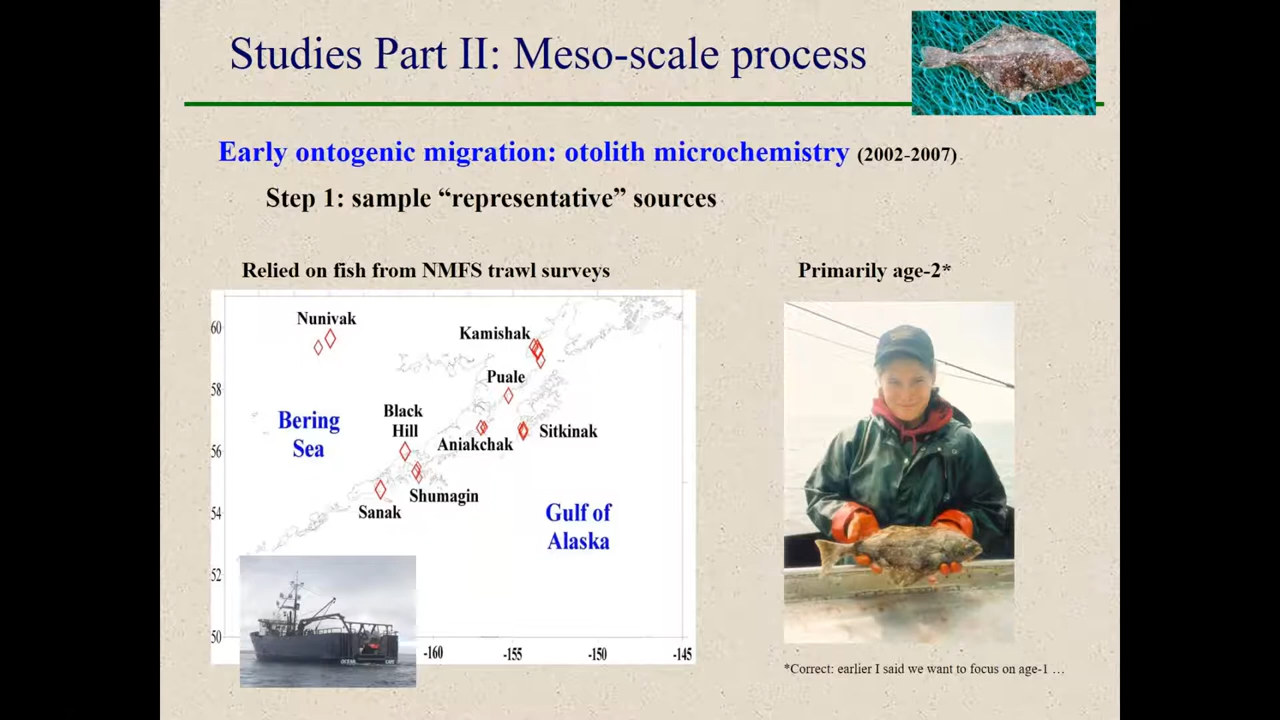 Studies Part II: Meso-scale process
Early ontogenic migration: otolith microchemistry (2002-2007)
Step 1: sample “representative” sources
Relied on fish from NMFS trawl surveys
Primarily age-2*
60
58
56
54
52
50
-160
-155
-150
-145
Nunivak
Kamishak
Puale
Black
Hill
Bering
Sea
Aniakchak
Sitkinak
Shumagin
Sanak
Gulf of
Alaska
OCEAN
*Correct: earlier I said we want to focus on age-1 …